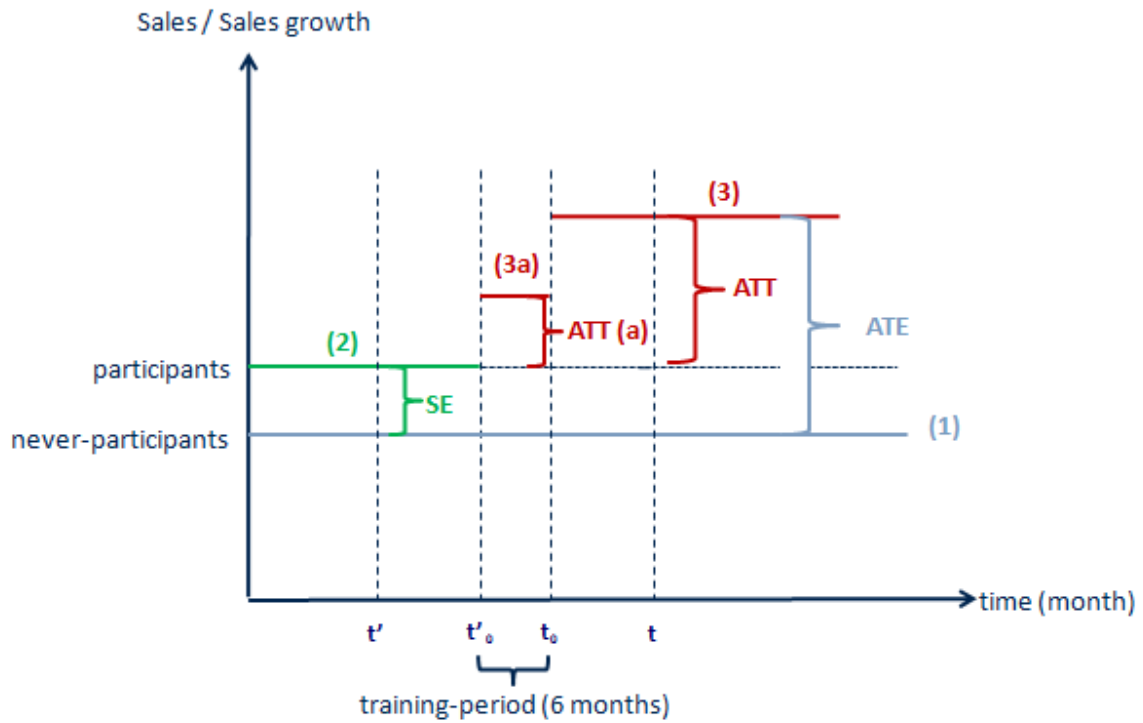 Sales / Sales growth
(3)
(3a)
ATT
ATT (a)
ATE
(2)
participants
SE
never-participants
(1)
time (month)
t'
t'₀
t₀
t
training-period (6 months)